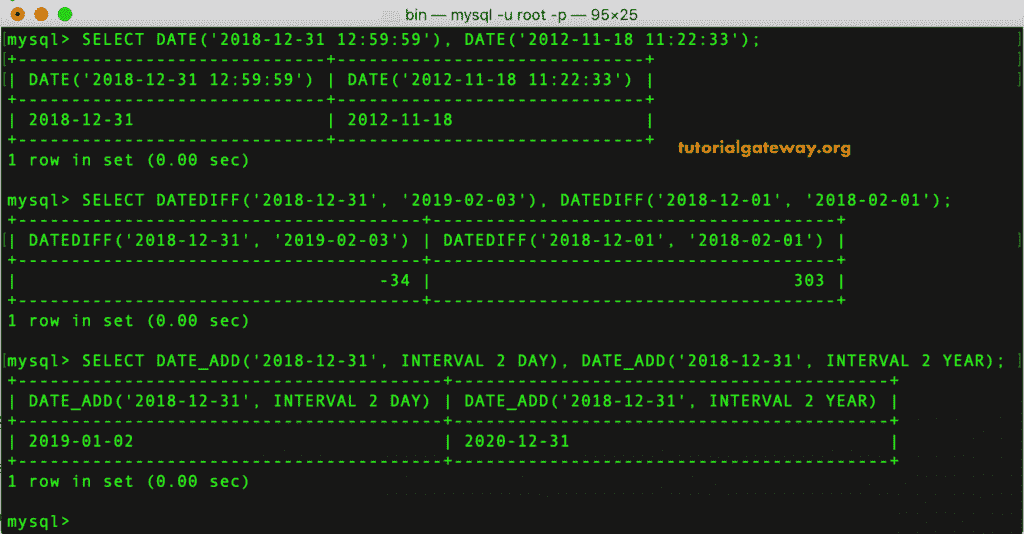 bin — mysql -u root -p — 95×25
mysql> SELECT DATE('2018-12-31 12:59:59'), DATE('2012-11-18 11:22:33');
+-----------------------------+-----------------------------+
| DATE('2018-12-31 12:59:59') | DATE('2012-11-18 11:22:33') |
+-----------------------------+-----------------------------+
| 2018-12-31                  | 2012-11-18                  |
+-----------------------------+-----------------------------+
1 row in set (0.00 sec)
tutorialgateway.org
mysql> SELECT DATEDIFF('2018-12-31', '2019-02-03'), DATEDIFF('2018-12-01', '2018-02-01');
+--------------------------------------+--------------------------------------+
| DATEDIFF('2018-12-31', '2019-02-03') | DATEDIFF('2018-12-01', '2018-02-01') |
+--------------------------------------+--------------------------------------+
|                                  -34 |                                  303 |
+--------------------------------------+--------------------------------------+
1 row in set (0.00 sec)
mysql> SELECT DATE_ADD('2018-12-31', INTERVAL 2 DAY), DATE_ADD('2018-12-31', INTERVAL 2 YEAR);
+----------------------------------------+-----------------------------------------+
| DATE_ADD('2018-12-31', INTERVAL 2 DAY) | DATE_ADD('2018-12-31', INTERVAL 2 YEAR) |
+----------------------------------------+-----------------------------------------+
| 2019-01-02                             | 2020-12-31                              |
+----------------------------------------+-----------------------------------------+
1 row in set (0.00 sec)
mysql>